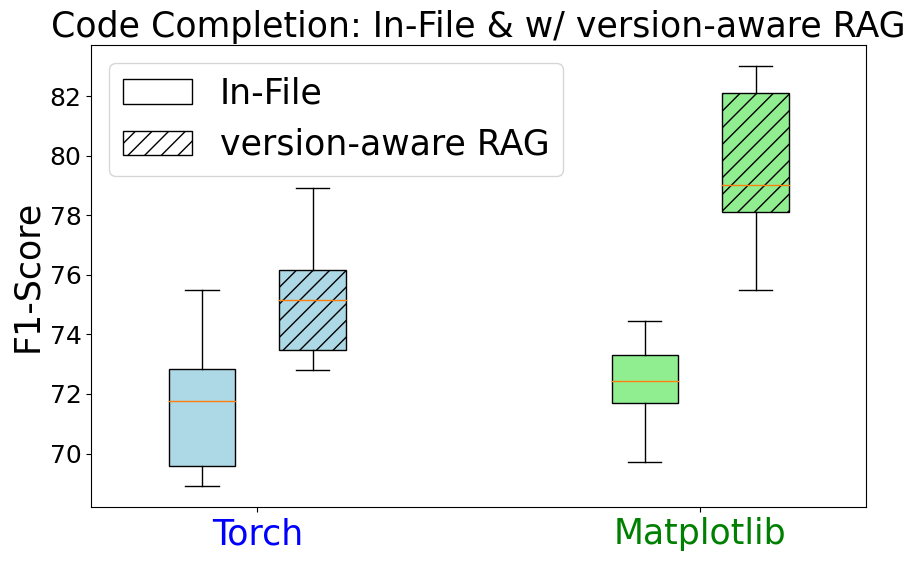 Code Completion: In-File & w/ version-aware RAG
In-File
version-aware RAG
F1-Score
82
80
78
76
74
72
70
Torch
Matplotlib